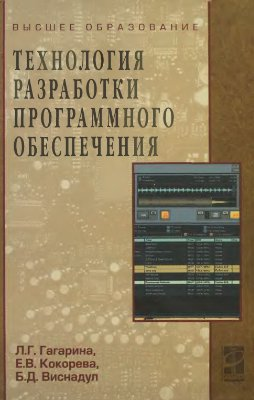 ВЫСШЕЕ ОБРАЗОВАНИЕ
ТЕХНОЛОГИЯ
РАЗРАБОТКИ
ПРОГРАММНОГО
ОБЕСПЕЧЕНИЯ
Л.Г. Гагарина,
Е.В. Кокорева,
Б.Д. Виснадул